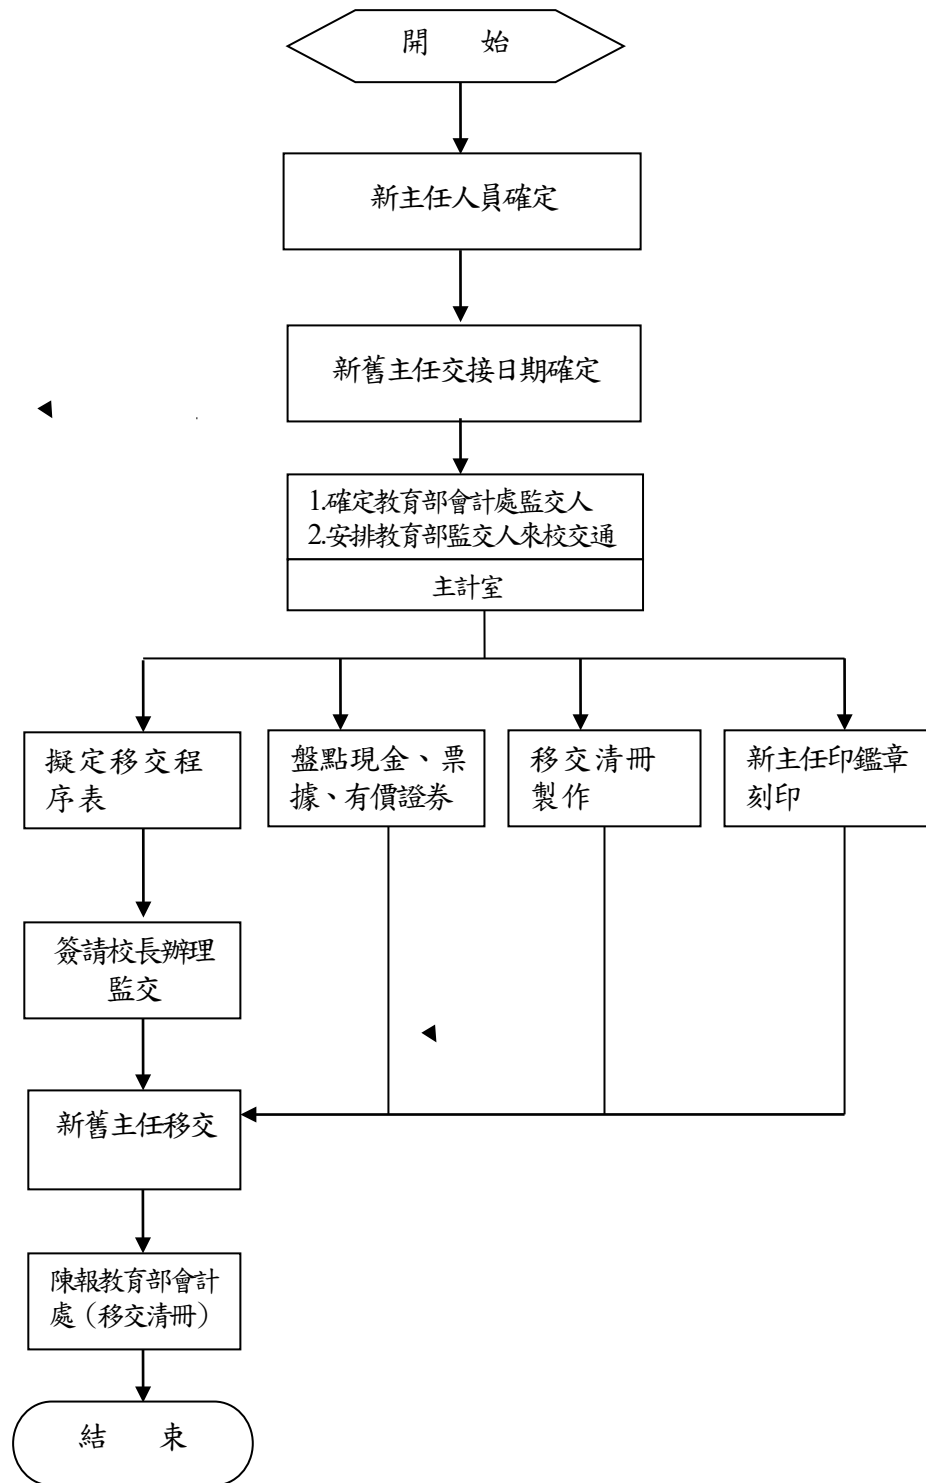 開 始
新主任人員確定
新舊主任交接日期確定
1.確定教育部會計處監交人
2.安排教育部監交人來校交通
主計室
擬定移交程
序表
盤點現金、票
據、有價證券
移交清冊
製作
新主任印鑑章
刻印
簽請校長辦理
監交
新舊主任移交
陳報教育部會計
處（移交清冊）
結 束